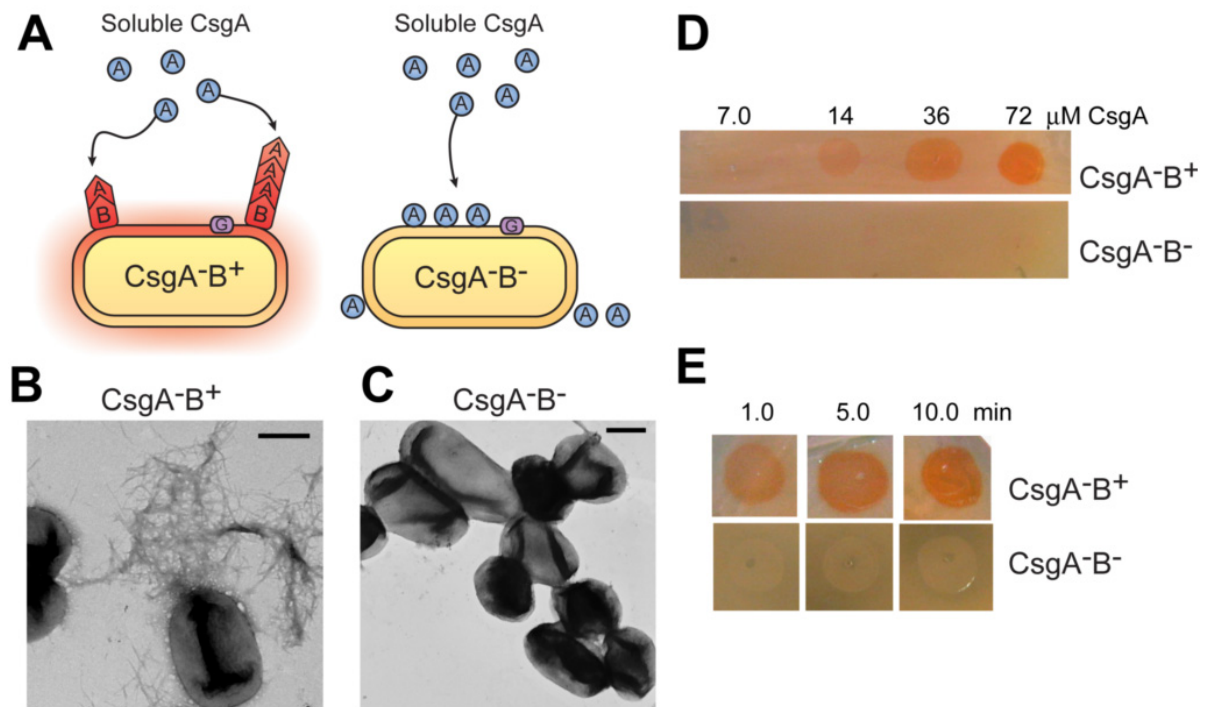 A
Soluble CsgA
A A A A
A A A A B
B
G
CsgA⁻B⁺
Soluble CsgA
A A A A A
A A A
G
CsgA⁻B⁻
A
A A
B
CsgA⁻B⁺
C
CsgA⁻B⁻
D
7.0 14 36 72 μM CsgA
CsgA⁻B⁺
CsgA⁻B⁻
E
1.0 5.0 10.0 min
CsgA⁻B⁺
CsgA⁻B⁻